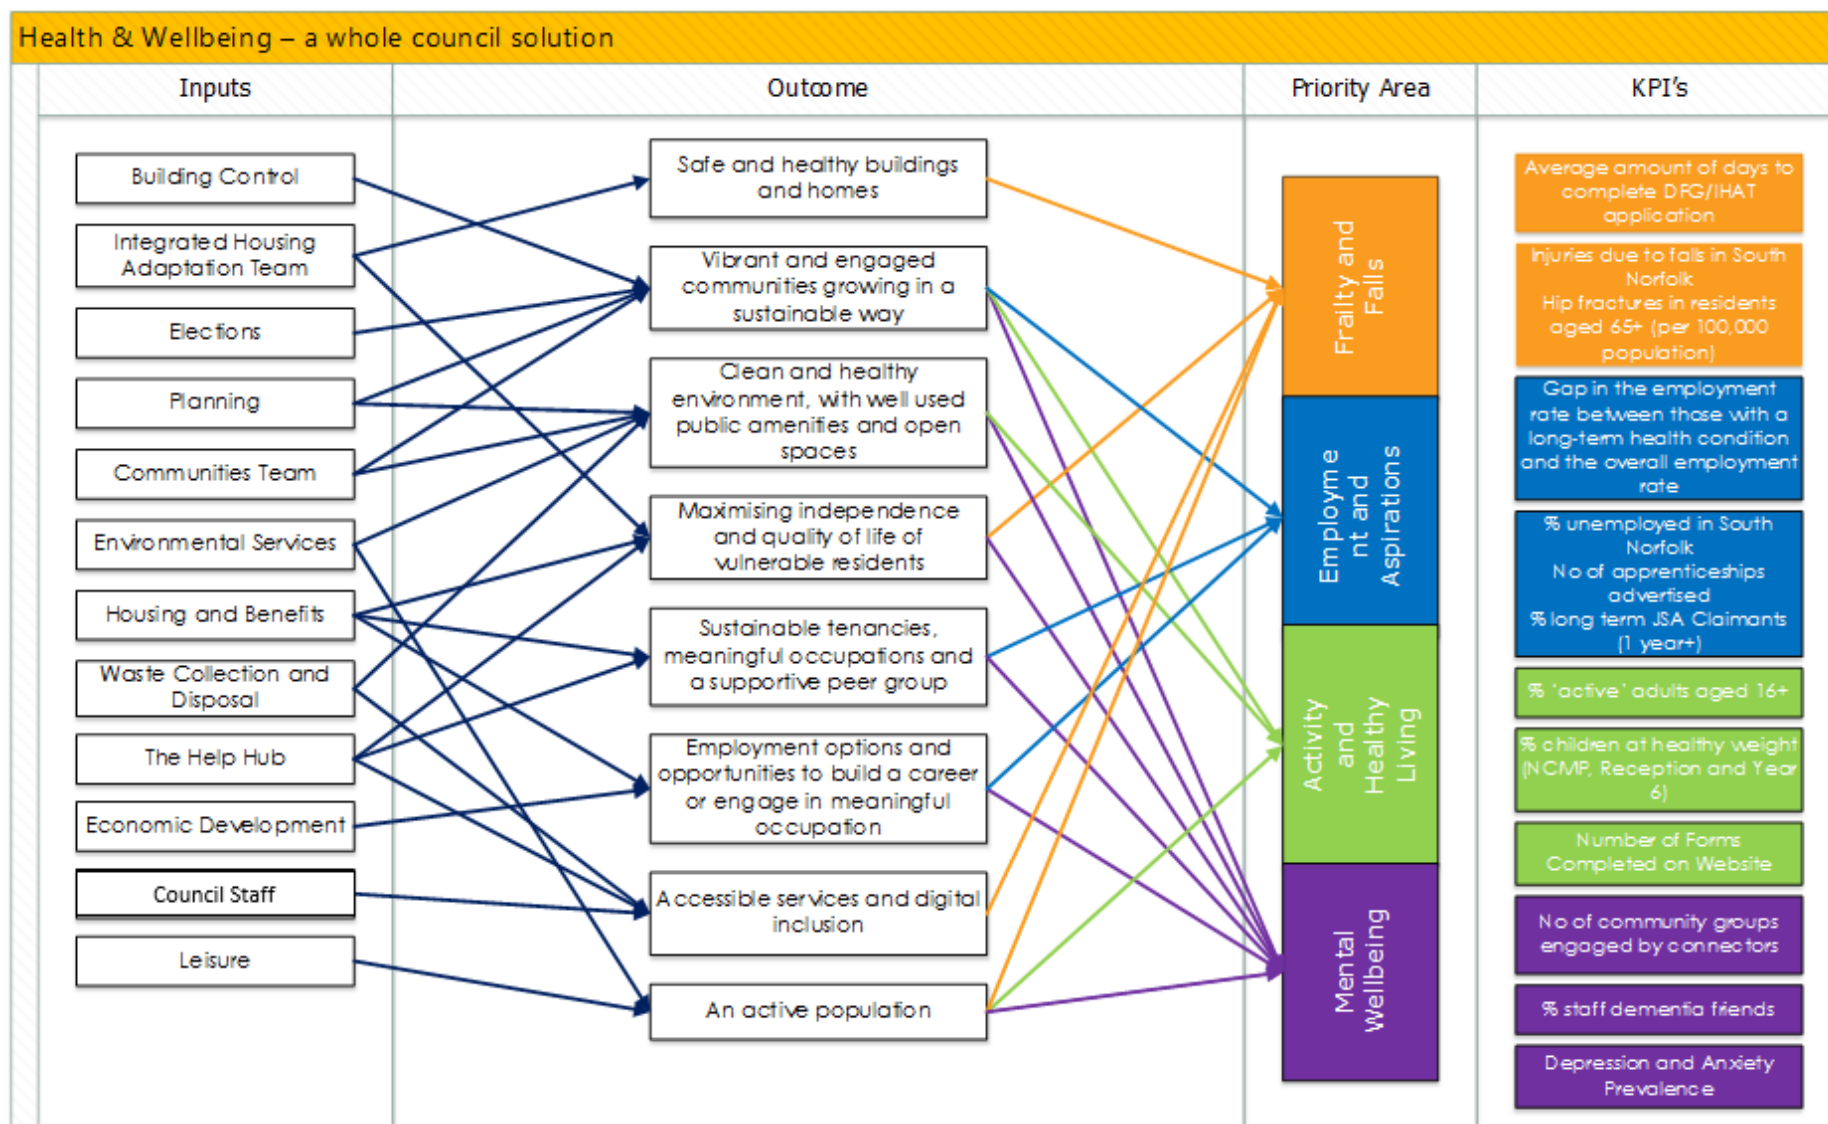 Health & Wellbeing – a whole council solution
Inputs
Outcome
Priority Area
KPI's
Building Control
Integrated Housing
Adaptation Team
Elections
Planning
Communities Team
Environmental Services
Housing and Benefits
Waste Collection and
Disposal
The Help Hub
Economic Development
Council Staff
Leisure
Safe and healthy buildings
and homes
Vibrant and engaged
communities growing in a
sustainable way
Clean and healthy
environment, with well used
public amenities and open
spaces
Maximising independence
and quality of life of
vulnerable residents
Sustainable tenancies,
meaningful occupations and
a supportive peer group
Employment options and
opportunities to build a career
or engage in meaningful
occupation
Accessible services and digital
inclusion
An active population
Frailty and
Falls
Employme
nt and
Aspirations
Activity
and
Healthy
Living
Mental
Wellbeing
Average amount of days to
complete DFG/IHAT
application
Injuries due to falls in South
Norfolk
Hip fractures in residents
aged 65+ (per 100,000
population)
Gap in the employment
rate between those with a
long-term health condition
and the overall employment
rate
% unemployed in South
Norfolk
No of apprenticeships
advertised
% long term JSA Claimants
(1 year+)
% 'active' adults aged 16+
% children at healthy weight
(NCMP, Reception and Year
6)
Number of Forms
Completed on Website
No of community groups
engaged by connectors
% staff dementia friends
Depression and Anxiety
Prevalence